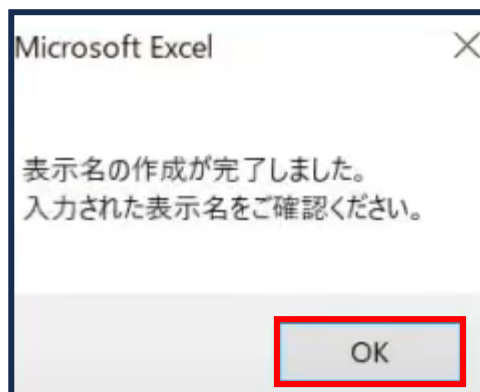 Microsoft Excel
表示名の作成が完了しました。
入力された表示名をご確認ください。
OK